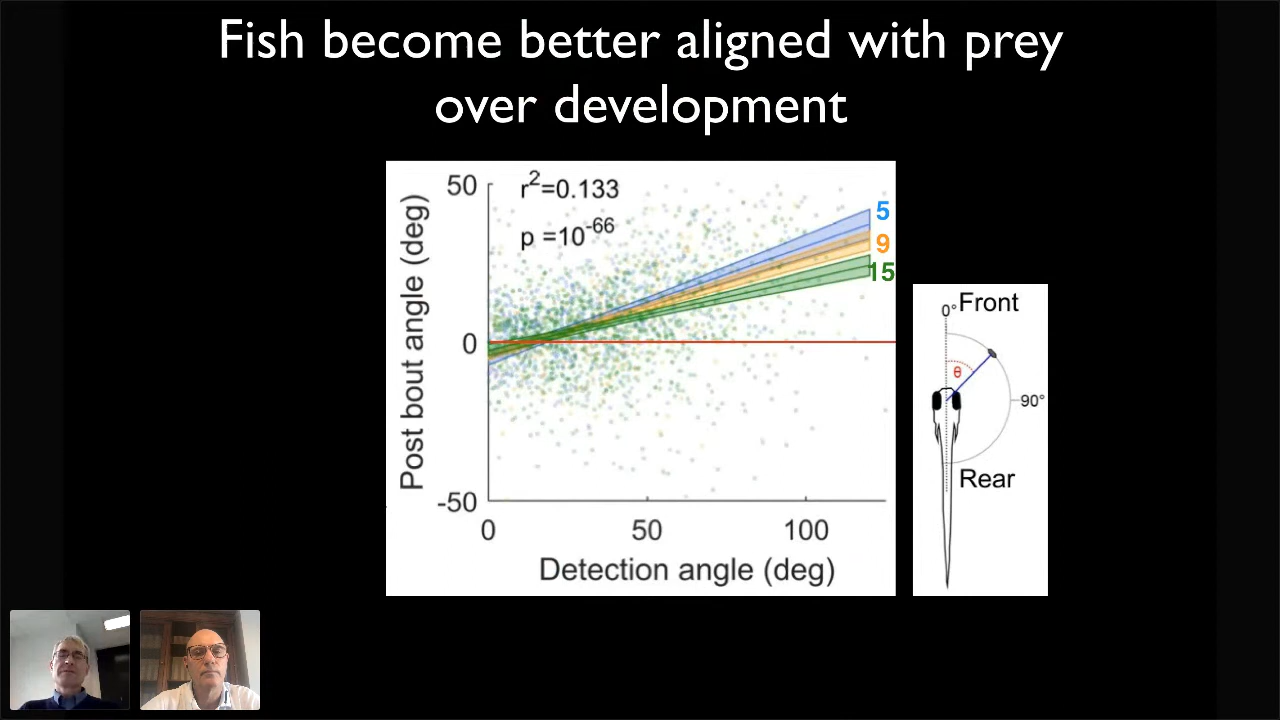 Fish become better aligned with prey
over development
50
r²=0.133
p =10⁻⁶⁶
5
9
15
0
-50
0
50
100
Post bout angle (deg)
Detection angle (deg)
0° Front
θ
90°
Rear